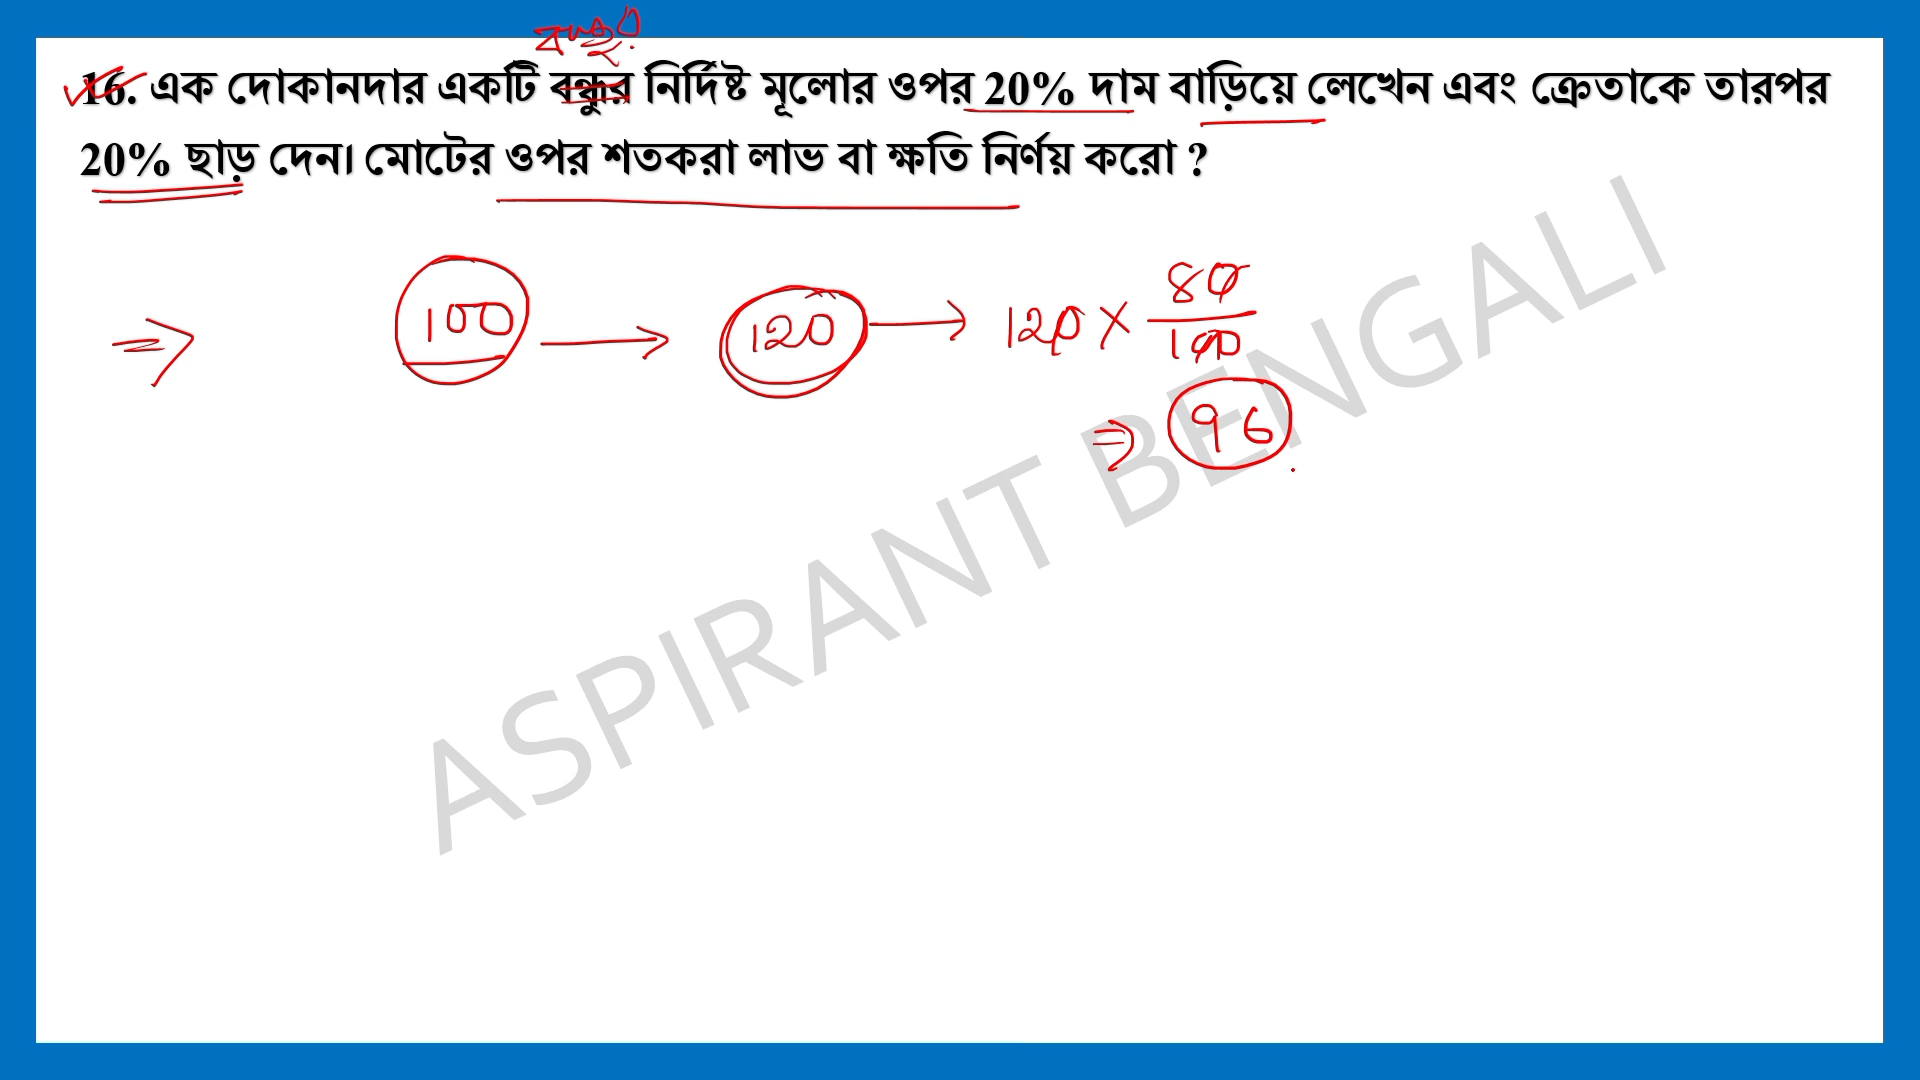 বস্তুর
16. এক দোকানদার একটি বন্ধুর নির্দিষ্ট মূলোর ওপর 20% দাম বাড়িয়ে লেখেন এবং ক্রেতাকে তারপর
20% ছাড় দেন। মোটের ওপর শতকরা লাভ বা ক্ষতি নির্ণয় করো ?
⇒ 100 → 120 → 120 × 80/100
⇒ 96
ASPIRANT BENGALI